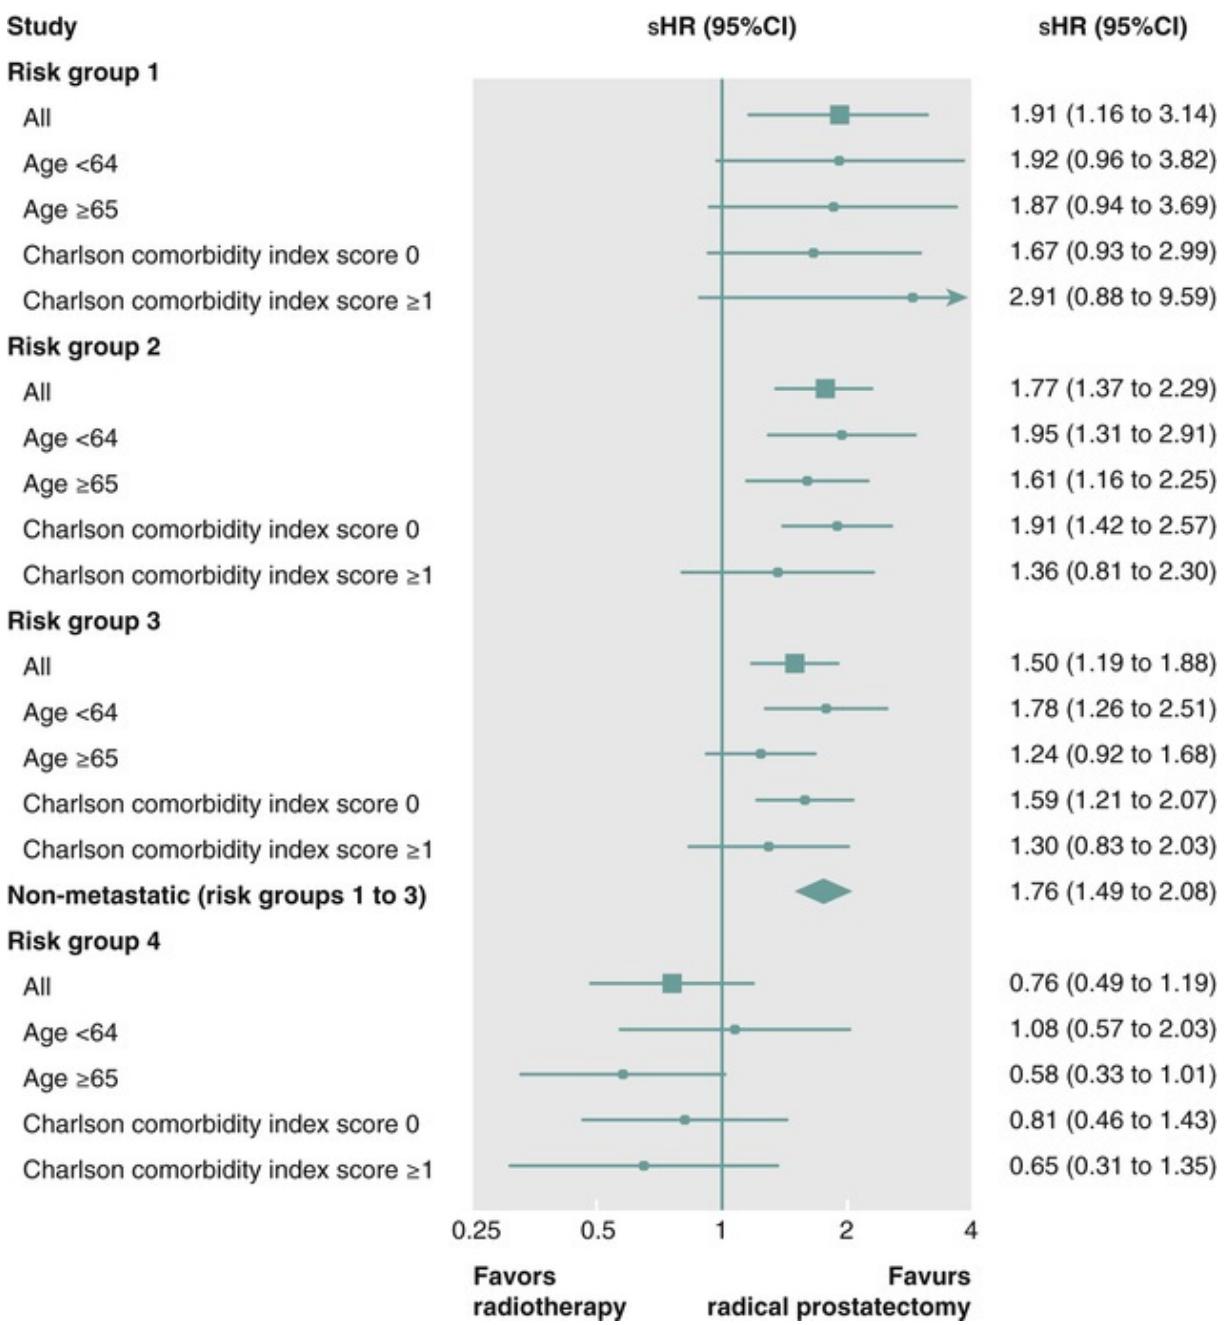 Study sHR (95%CI) sHR (95%CI)
Risk group 1
All 1.91 (1.16 to 3.14)
Age <64 1.92 (0.96 to 3.82)
Age ≥65 1.87 (0.94 to 3.69)
Charlson comorbidity index score 0 1.67 (0.93 to 2.99)
Charlson comorbidity index score ≥1 2.91 (0.88 to 9.59)
Risk group 2
All 1.77 (1.37 to 2.29)
Age <64 1.95 (1.31 to 2.91)
Age ≥65 1.61 (1.16 to 2.25)
Charlson comorbidity index score 0 1.91 (1.42 to 2.57)
Charlson comorbidity index score ≥1 1.36 (0.81 to 2.30)
Risk group 3
All 1.50 (1.19 to 1.88)
Age <64 1.78 (1.26 to 2.51)
Age ≥65 1.24 (0.92 to 1.68)
Charlson comorbidity index score 0 1.59 (1.21 to 2.07)
Charlson comorbidity index score ≥1 1.30 (0.83 to 2.03)
Non-metastatic (risk groups 1 to 3) 1.76 (1.49 to 2.08)
Risk group 4
All 0.76 (0.49 to 1.19)
Age <64 1.08 (0.57 to 2.03)
Age ≥65 0.58 (0.33 to 1.01)
Charlson comorbidity index score 0 0.81 (0.46 to 1.43)
Charlson comorbidity index score ≥1 0.65 (0.31 to 1.35)
0.25 0.5 1 2 4
Favors Favurs
radiotherapy radical prostatectomy